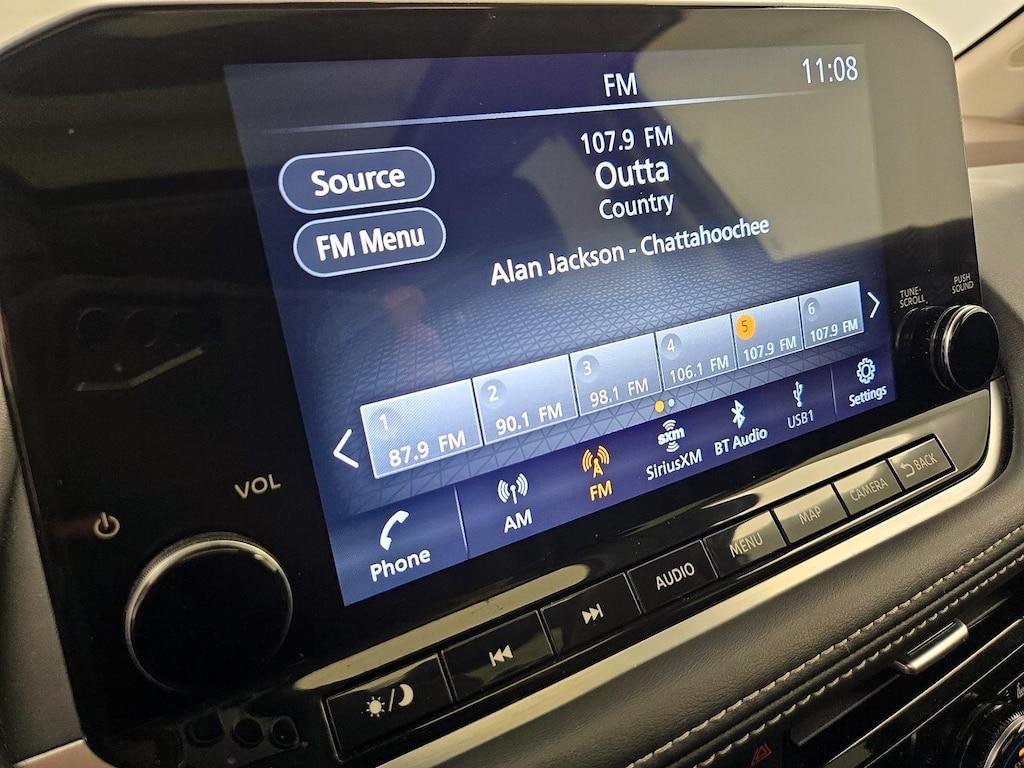 FM
11:08
107.9 FM
Source
Outta
Country
FM Menu
Alan Jackson - Chattahoochee
TUNE·
SCROLL
PUSH
SOUND
1
87.9 FM
2
90.1 FM
3
98.1 FM
4
106.1 FM
5
107.9 FM
6
107.9 FM
VOL
Phone
AM
FM
sxm
SiriusXM
BT Audio
USB1
Settings
AUDIO
MENU
MAP
CAMERA
BACK